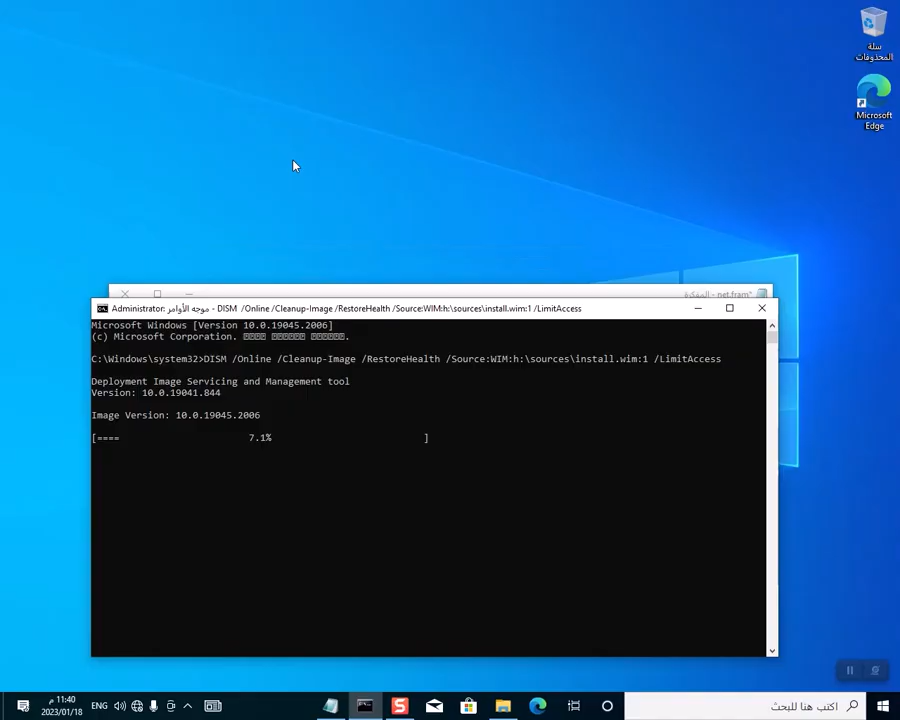 سلة
المحذوفات
Microsoft
Edge
net.fram* - المفكرة
Administrator: موجه الأوامر - DISM /Online /Cleanup-Image /RestoreHealth /Source:WIM:h:\sources\install.wim:1 /LimitAccess
Microsoft Windows [Version 10.0.19045.2006]
(c) Microsoft Corporation.
C:\Windows\system32>DISM /Online /Cleanup-Image /RestoreHealth /Source:WIM:h:\sources\install.wim:1 /LimitAccess
Deployment Image Servicing and Management tool
Version: 10.0.19041.844
Image Version: 10.0.19045.2006
[==== 7.1% ]
11:40 م
2023/01/18
ENG
اكتب هنا للبحث